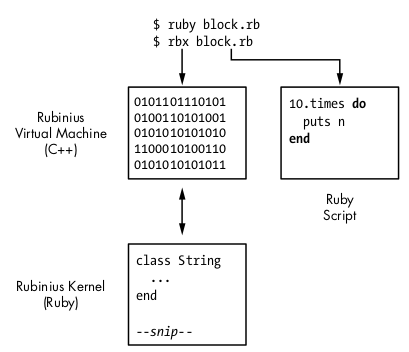 $ ruby block.rb
$ rbx block.rb
Rubinius
Virtual Machine
(C++)
0101101110101
0100110101001
0101010101010
1100010100110
0101010101011
10.times do
puts n
end
Ruby
Script
Rubinius Kernel
(Ruby)
class String
...
end
--snip--